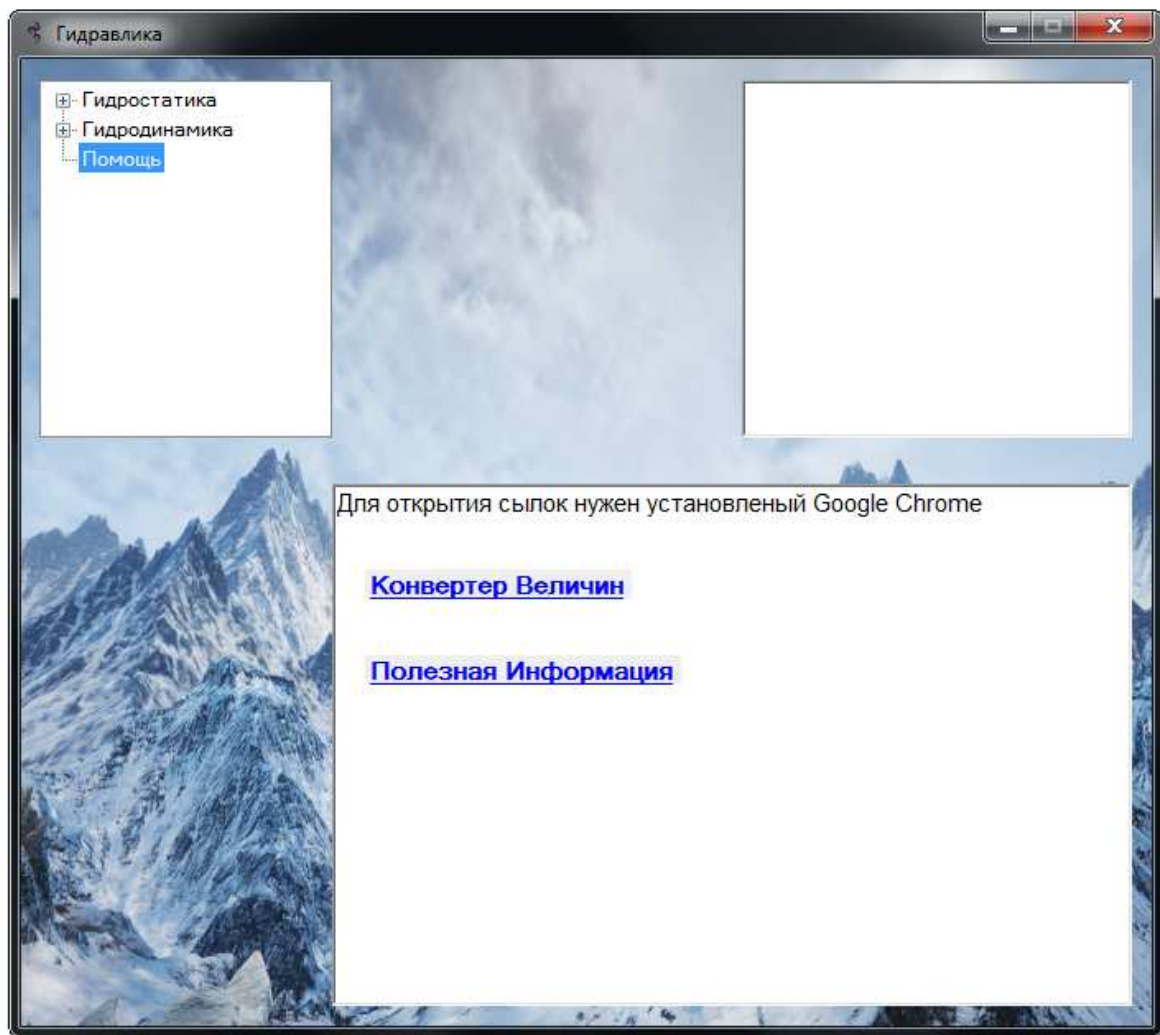 Гидравлика
Гидростатика
Гидродинамика
Помощь
Для открытия сылок нужен установленый Google Chrome
Конвертер Величин
Полезная Информация